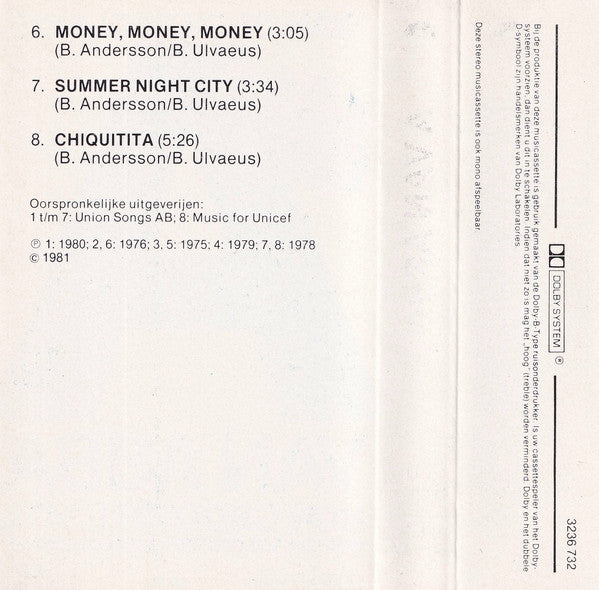 6. MONEY, MONEY, MONEY (3:05)
(B. Andersson/B. Ulvaeus)
7. SUMMER NIGHT CITY (3:34)
(B. Andersson/B. Ulvaeus)
8. CHIQUITITA (5:26)
(B. Andersson/B. Ulvaeus)
Oorspronkelijke uitgeverijen:
1 t/m 7: Union Songs AB; 8: Music for Unicef
℗ 1: 1980; 2, 6: 1976; 3, 5: 1975; 4: 1979; 7, 8: 1978
© 1981
Bij de produktie van deze musicassette is gebruik gemaakt van de Dolby-B-Type ruisonderdrukker. Is uw cassettespeler van het Dolby-
systeem voorzien, dan dient u dit in te schakelen. Indien dat niet zo is mag het „hoog” (treble) worden verminderd. Dolby en het dubbele
D-symbool zijn handelsmerken van Dolby Laboratories.
Deze stereo musicassette is ook mono afspeelbaar.
DOLBY SYSTEM ®
3236 732